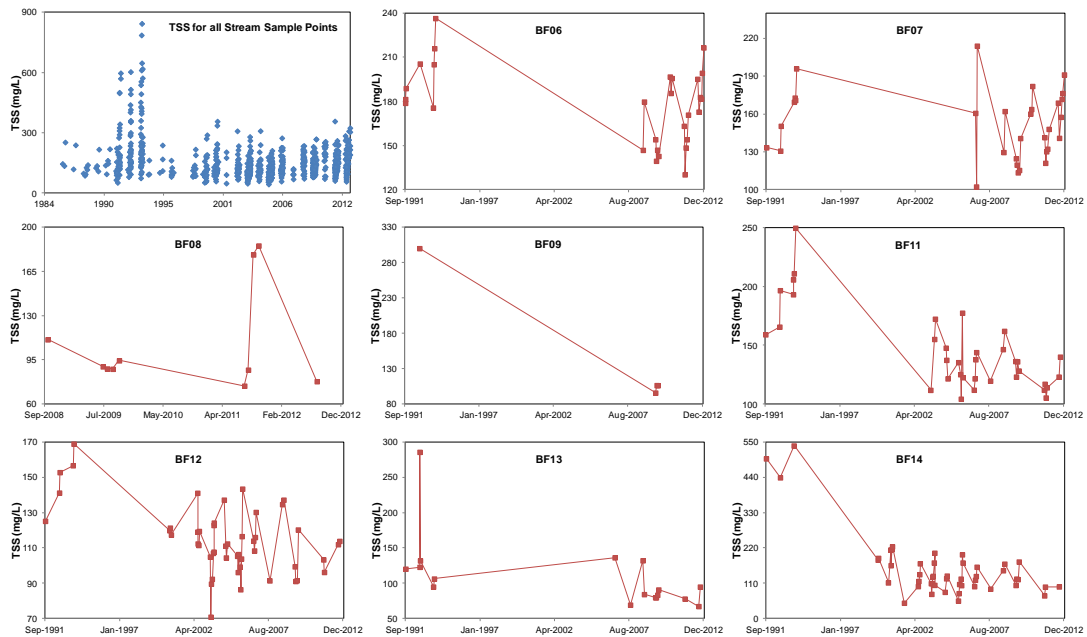 TSS for all Stream Sample Points
TSS (mg/L)
900
600
300
0
1984
1990
1995
2001
2006
2012
BF06
TSS (mg/L)
240
210
180
150
120
Sep-1991
Jan-1997
Apr-2002
Aug-2007
Dec-2012
BF07
TSS (mg/L)
220
190
160
130
100
Sep-1991
Jan-1997
Apr-2002
Aug-2007
Dec-2012
BF08
TSS (mg/L)
200
165
130
95
60
Sep-2008
Jul-2009
May-2010
Apr-2011
Feb-2012
Dec-2012
BF09
TSS (mg/L)
330
280
230
180
130
80
Sep-1991
Jan-1997
Apr-2002
Aug-2007
Dec-2012
BF11
TSS (mg/L)
250
200
150
100
Sep-1991
Jan-1997
Apr-2002
Aug-2007
Dec-2012
BF12
TSS (mg/L)
170
150
130
110
90
70
Sep-1991
Jan-1997
Apr-2002
Aug-2007
Dec-2012
BF13
TSS (mg/L)
300
250
200
150
100
50
Sep-1991
Jan-1997
Apr-2002
Aug-2007
Dec-2012
BF14
TSS (mg/L)
550
440
330
220
110
0
Sep-1991
Jan-1997
Apr-2002
Aug-2007
Dec-2012